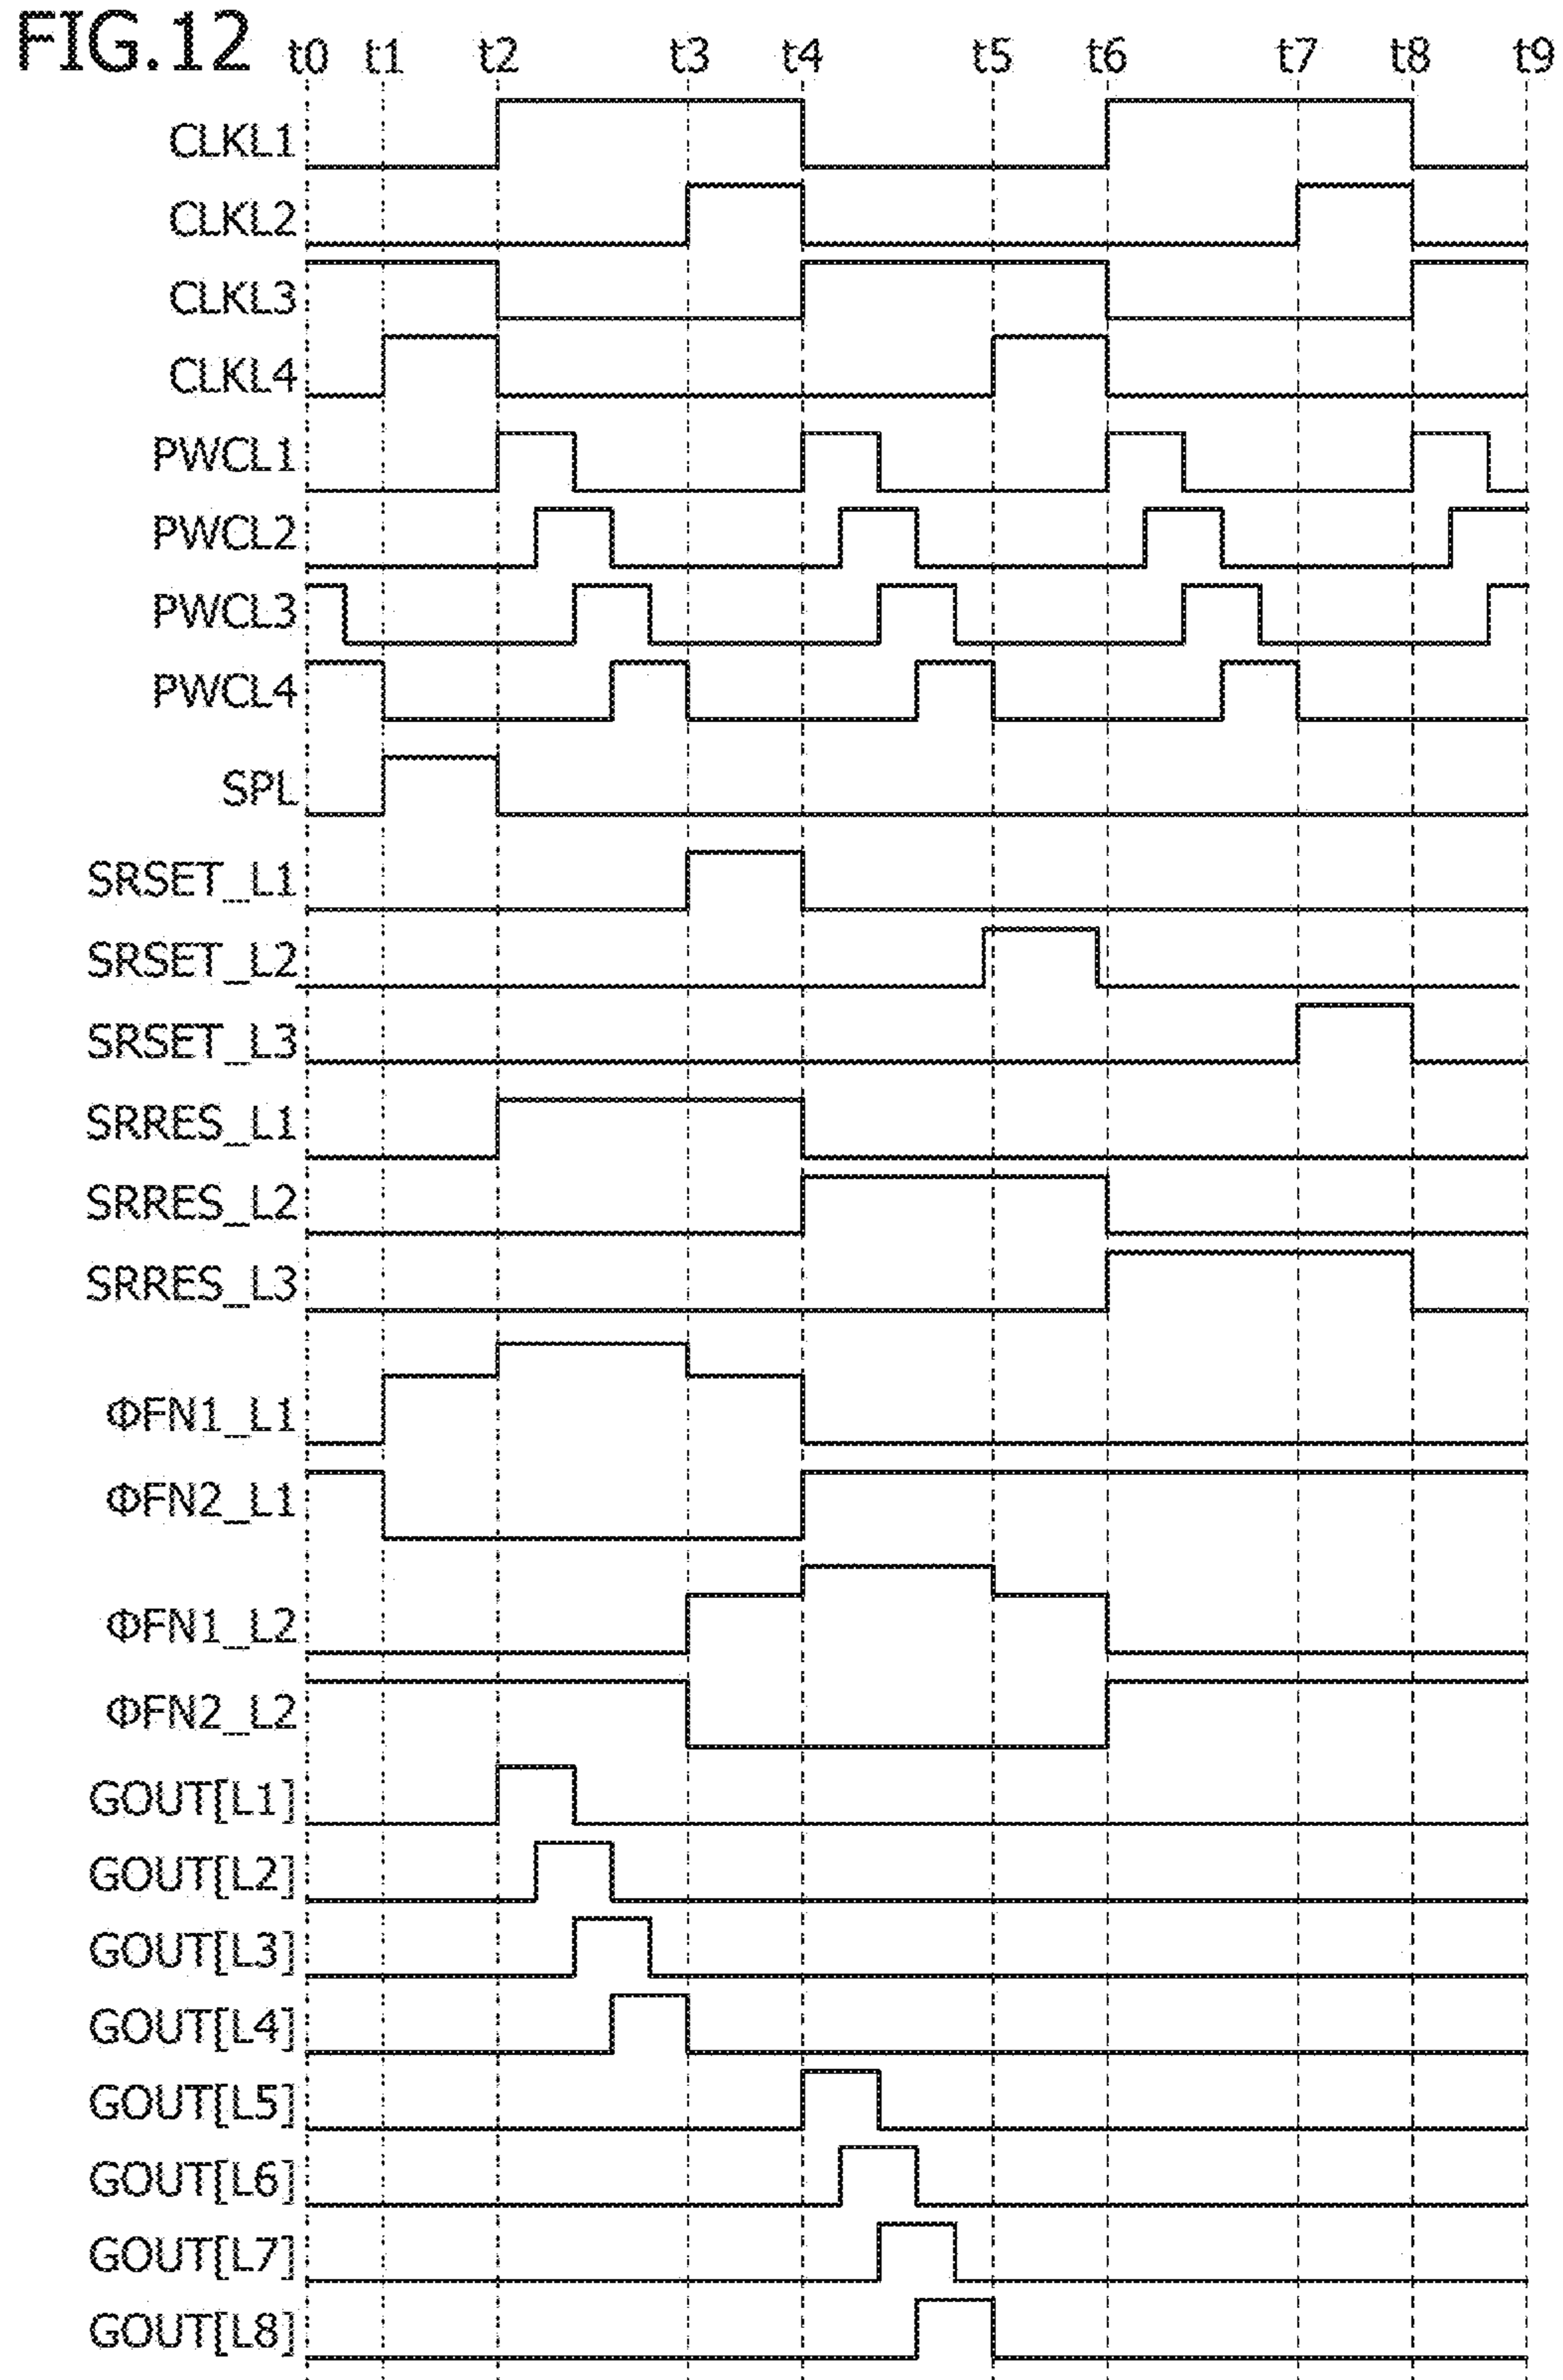 FIG.12 t0 t1 t2 t3 t4 t5 t6 t7 t8 t9
CLKL1
CLKL2
CLKL3
CLKL4
PWCL1
PWCL2
PWCL3
PWCL4
SPL
SRSET_L1
SRSET_L2
SRSET_L3
SRRES_L1
SRRES_L2
SRRES_L3
ΦFN1_L1
ΦFN2_L1
ΦFN1_L2
ΦFN2_L2
GOUT[L1]
GOUT[L2]
GOUT[L3]
GOUT[L4]
GOUT[L5]
GOUT[L6]
GOUT[L7]
GOUT[L8]